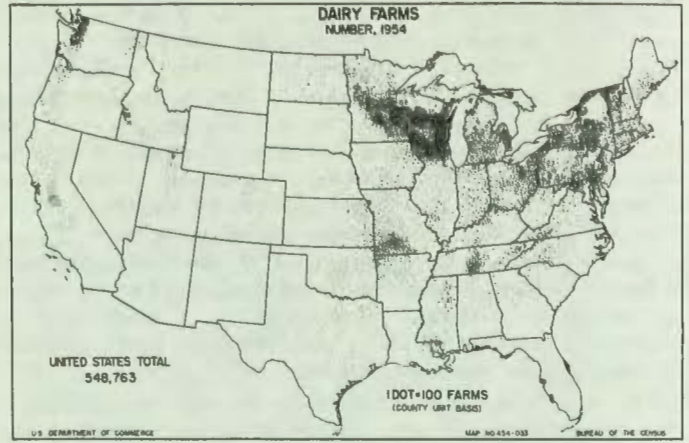 DAIRY FARMS
NUMBER, 1954
UNITED STATES TOTAL
548,763
1 DOT=100 FARMS
(COUNTY UNIT BASIS)
U.S. DEPARTMENT OF COMMERCE
MAP NO. A54-033
BUREAU OF THE CENSUS